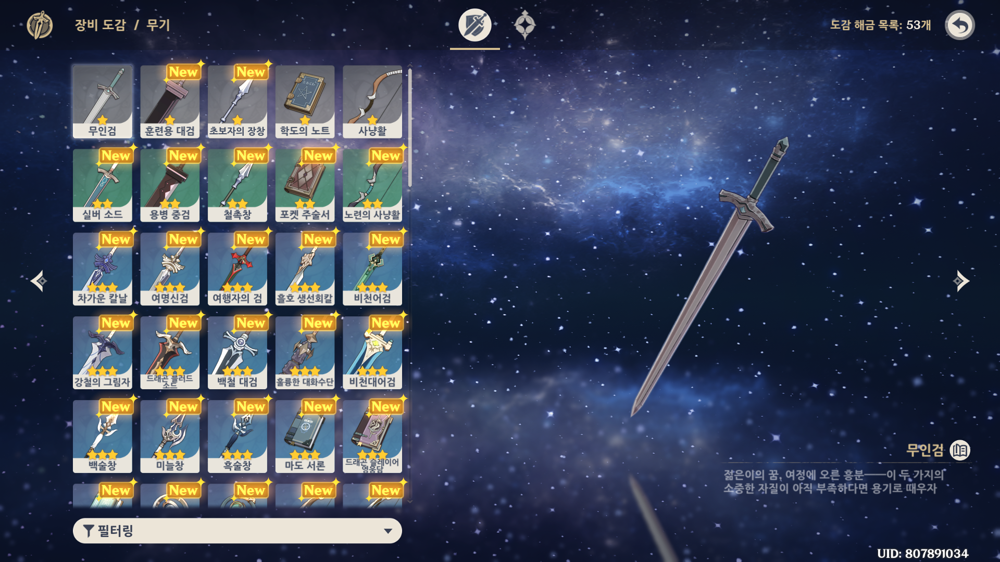 장비 도감 / 무기
도감 해금 목록: 53개
New
New
무인검
훈련용 대검
초보자의 장창
학도의 노트
사냥활
New
New
New
New
New
실버 소드
용병 중검
철촉창
포켓 주술서
노련의 사냥활
New
New
New
New
New
차가운 칼날
여명신검
여행자의 검
흘호 생선회칼
비천어검
New
New
New
New
New
강철의 그림자
드래곤 블러드
소드
백철 대검
훌륭한 대화수단
비천대어검
New
New
New
New
New
백술창
미늘창
흑술창
마도 서론
드래곤 슬레이어
영웅담
New
New
New
New
New
필터링
무인검
젊은이의 꿈, 여정에 오른 흥분——이 두 가지의
소중한 자질이 아직 부족하다면 용기로 때우자
UID: 807891034